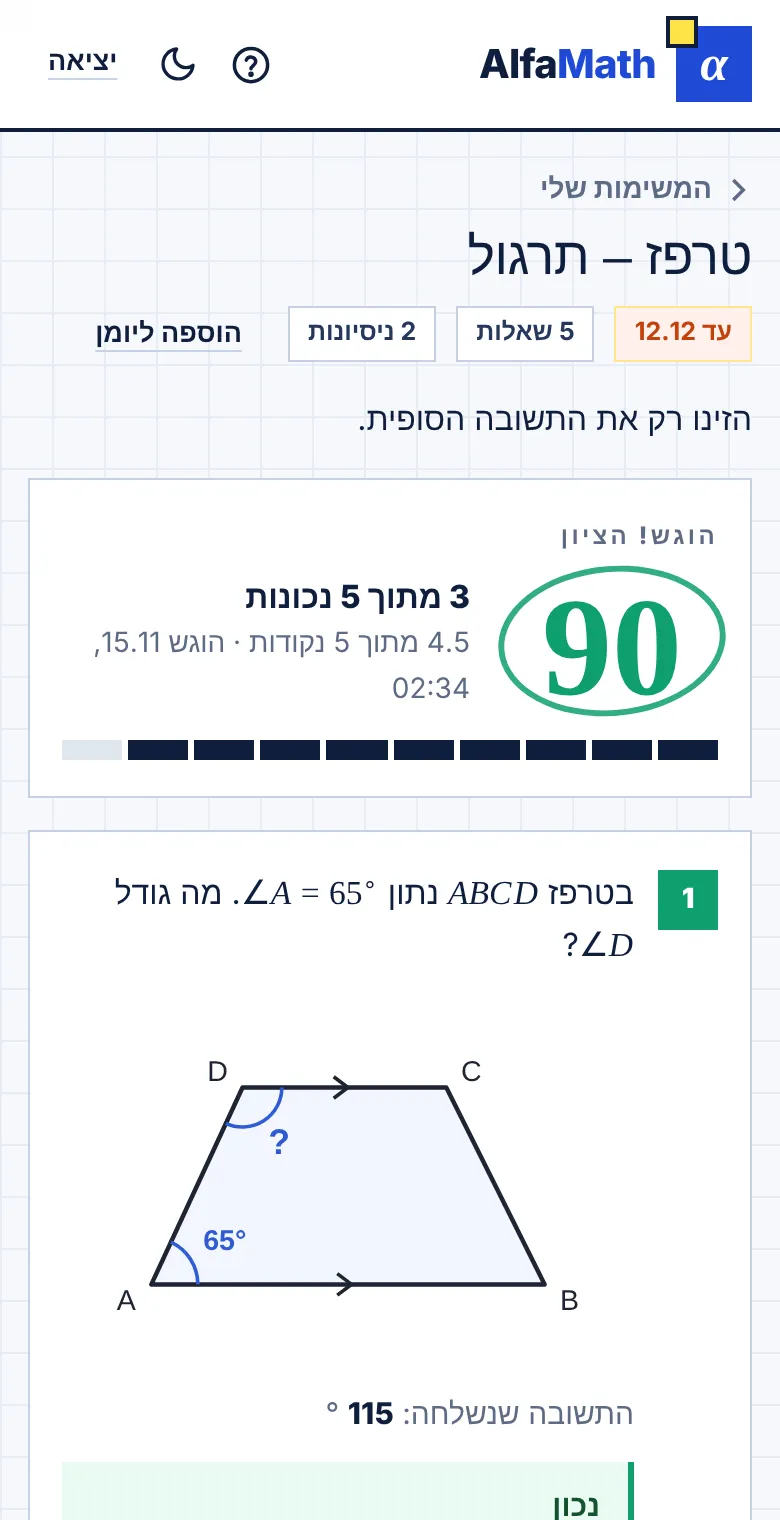 α AlfaMath ? יציאה
המשימות שלי
טרפז – תרגול
עד 12.12 5 שאלות 2 ניסיונות הוספה ליומן
הזינו רק את התשובה הסופית.
הוגש! הציון
90
3 מתוך 5 נכונות
4.5 מתוך 5 נקודות · הוגש 15.11,
02:34
1
בטרפז ABCD נתון ∠A = 65°. מה גודל
∠D?
D C
?
65°
A B
התשובה שנשלחה: 115 °
נכון